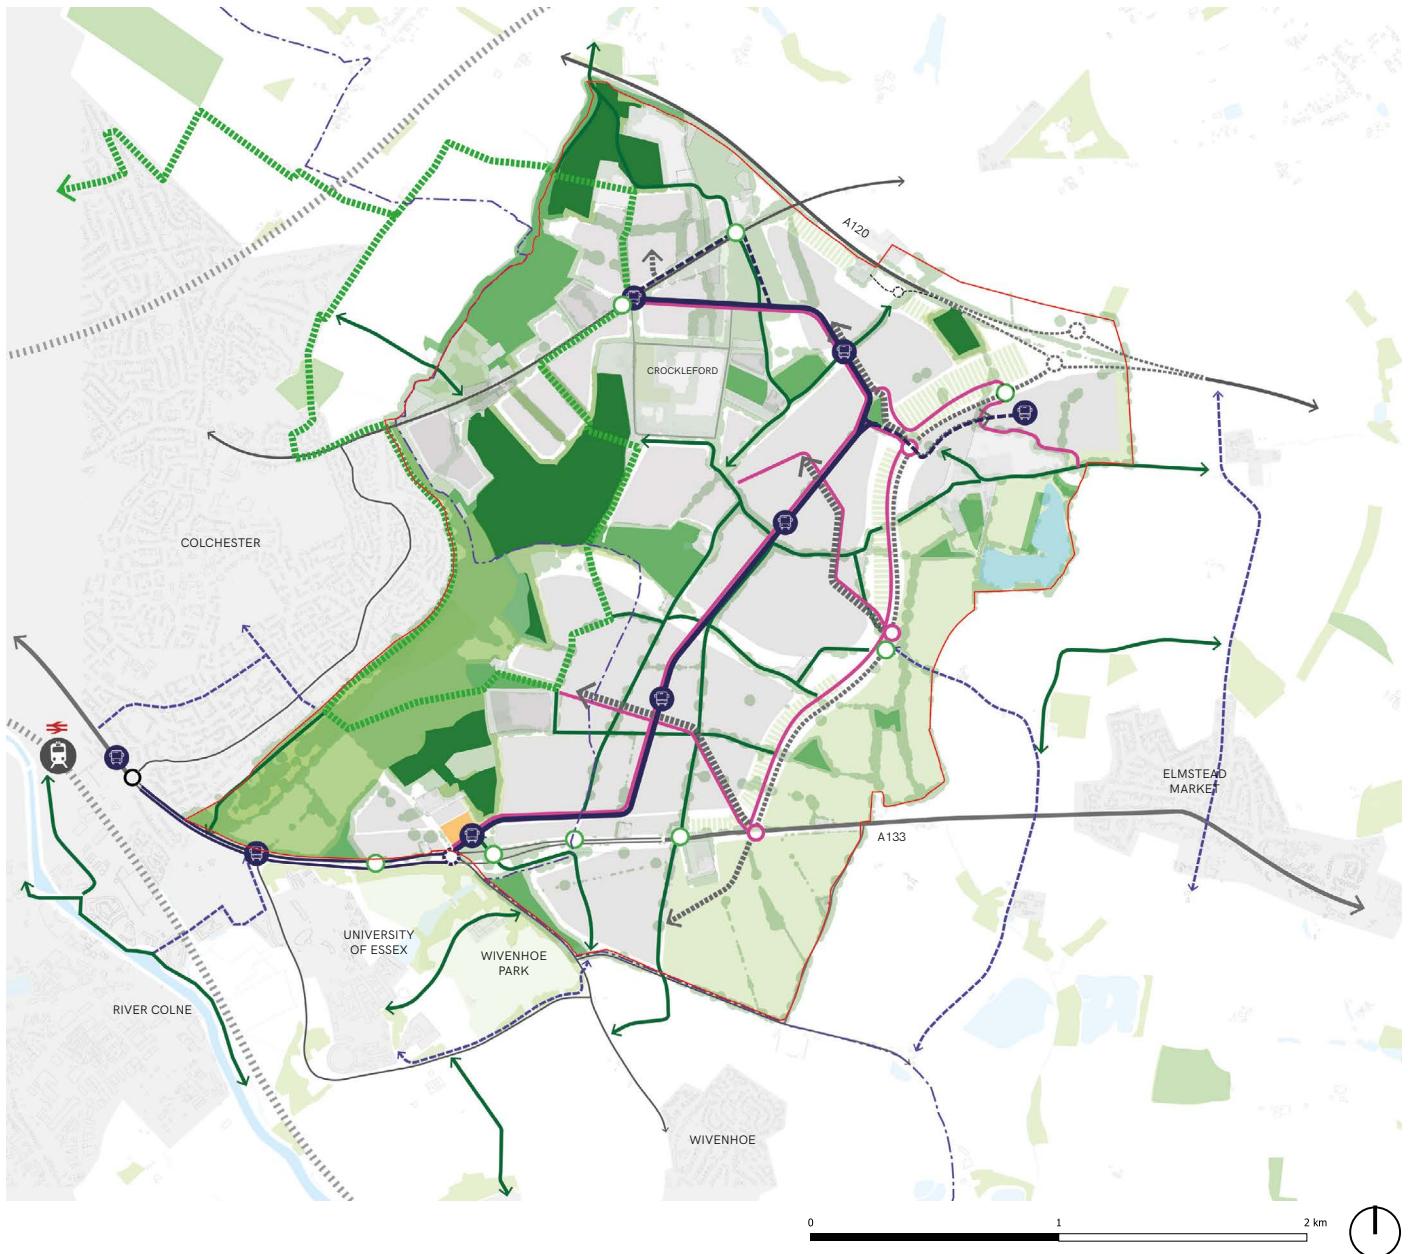 A120
CROCKLEFORD
COLCHESTER
ELMSTEAD
MARKET
A133
UNIVERSITY
OF ESSEX
WIVENHOE
PARK
RIVER COLNE
WIVENHOE
0
1
2 km